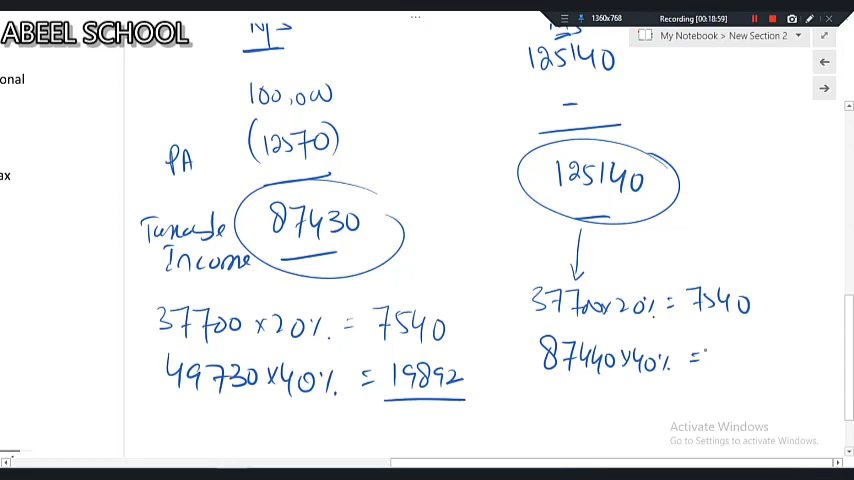 1360x768
Recording [00:18:59]
ABEEL SCHOOL
My Notebook > New Section 2
onal
125140
100,000
-
(12570)
PA
125140
ax
87430
Taxable
Income
37700 x 20% = 7540
37700 x 20% = 7540
87440 x 40% =
49730 x 40% = 19892
Activate Windows
Go to Settings to activate Windows.